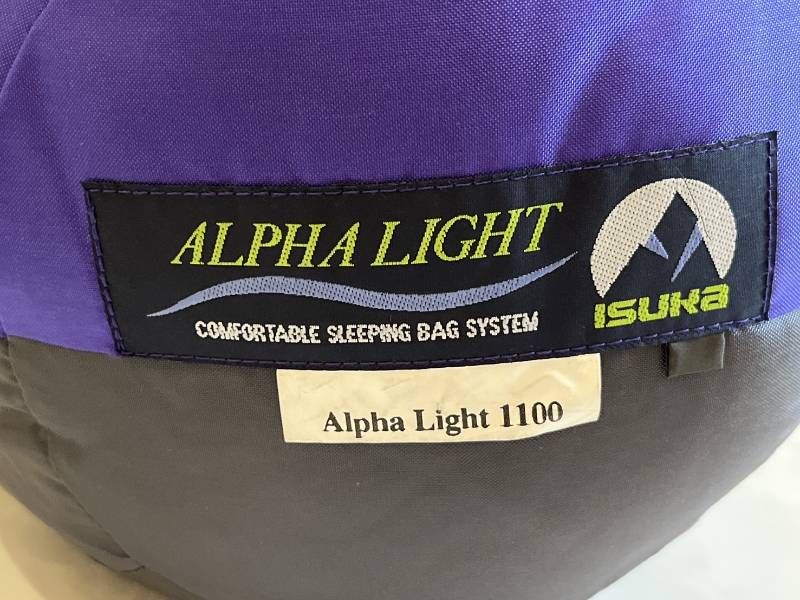 ALPHA LIGHT
ISUKA
COMFORTABLE SLEEPING BAG SYSTEM
Alpha Light 1100